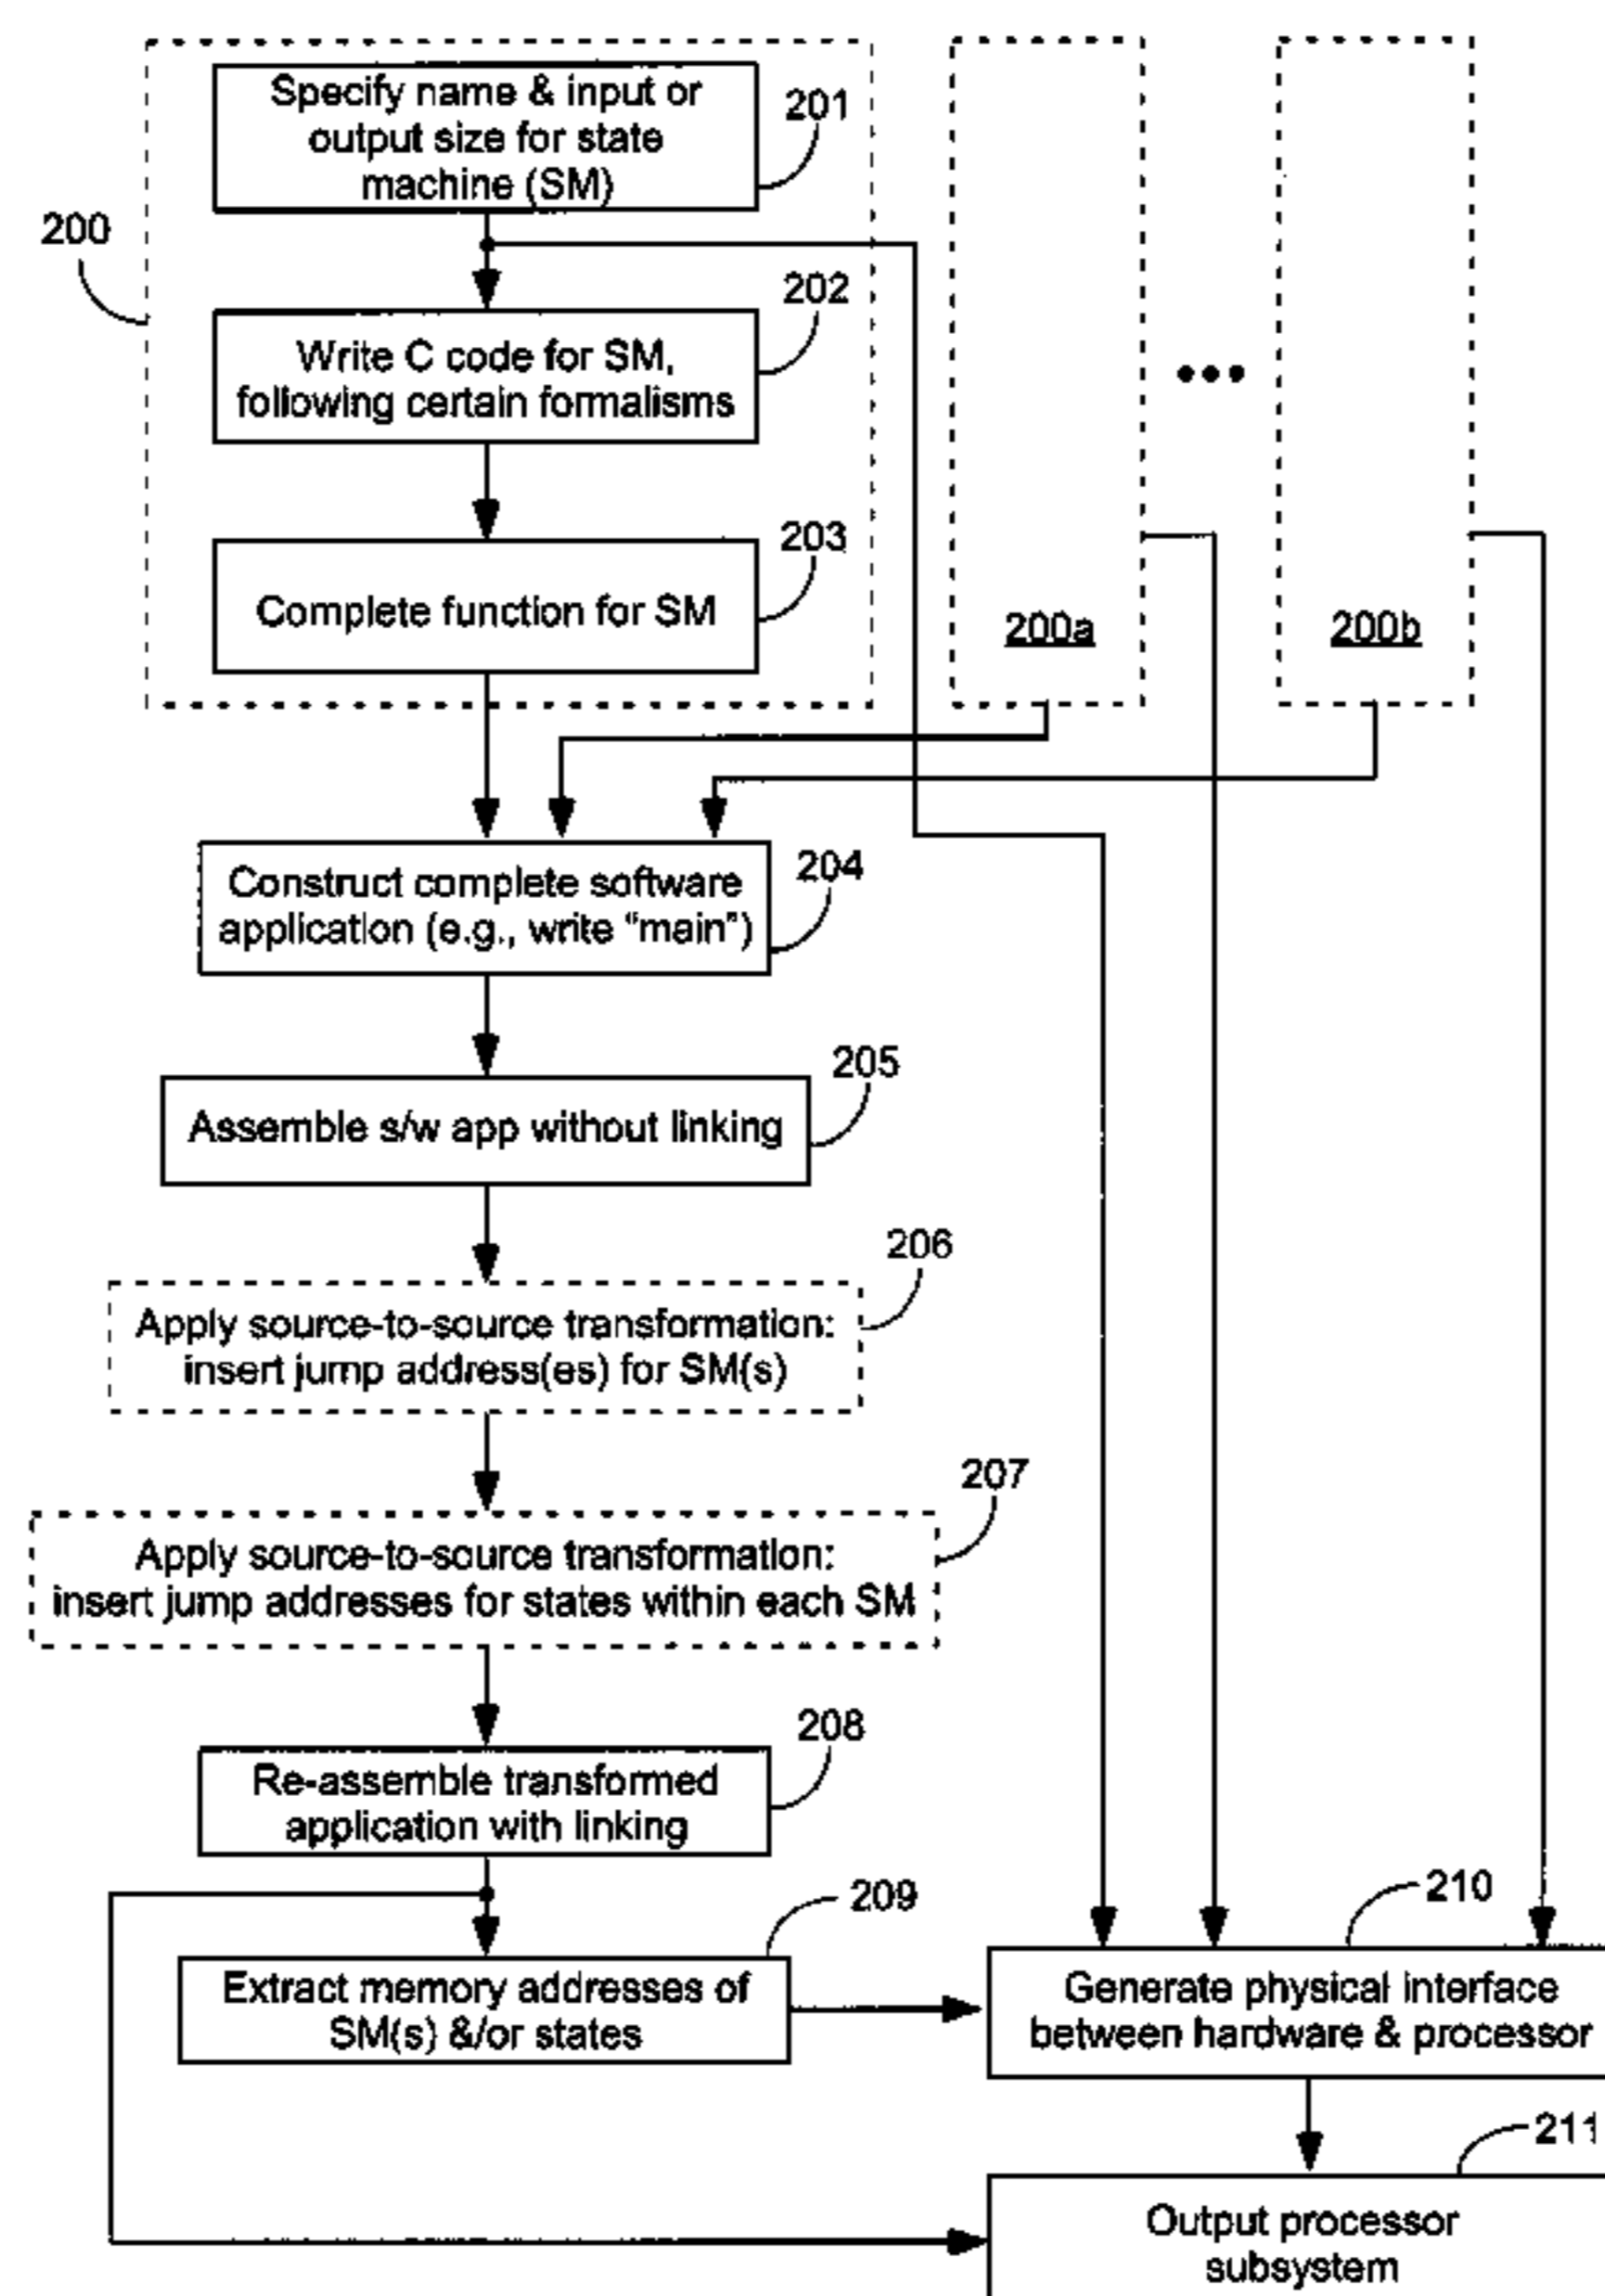 Specify name & input or
output size for state
machine (SM)
201
200
202
Write C code for SM,
following certain formalisms
203
Complete function for SM
200a
200b
204
Construct complete software
application (e.g., write “main”)
205
Assemble s/w app without linking
206
Apply source-to-source transformation:
insert jump address(es) for SM(s)
207
Apply source-to-source transformation:
insert jump addresses for states within each SM
208
Re-assemble transformed
application with linking
209
Extract memory addresses of
SM(s) &/or states
210
Generate physical interface
between hardware & processor
211
Output processor
subsystem